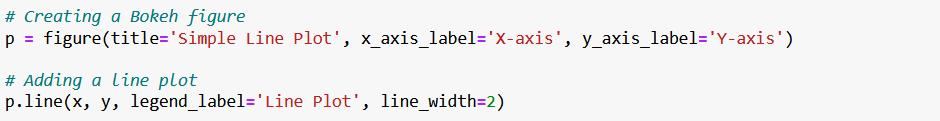 # Creating a Bokeh figure
p = figure(title='Simple Line Plot', x_axis_label='X-axis', y_axis_label='Y-axis')
# Adding a line plot
p.line(x, y, legend_label='Line Plot', line_width=2)